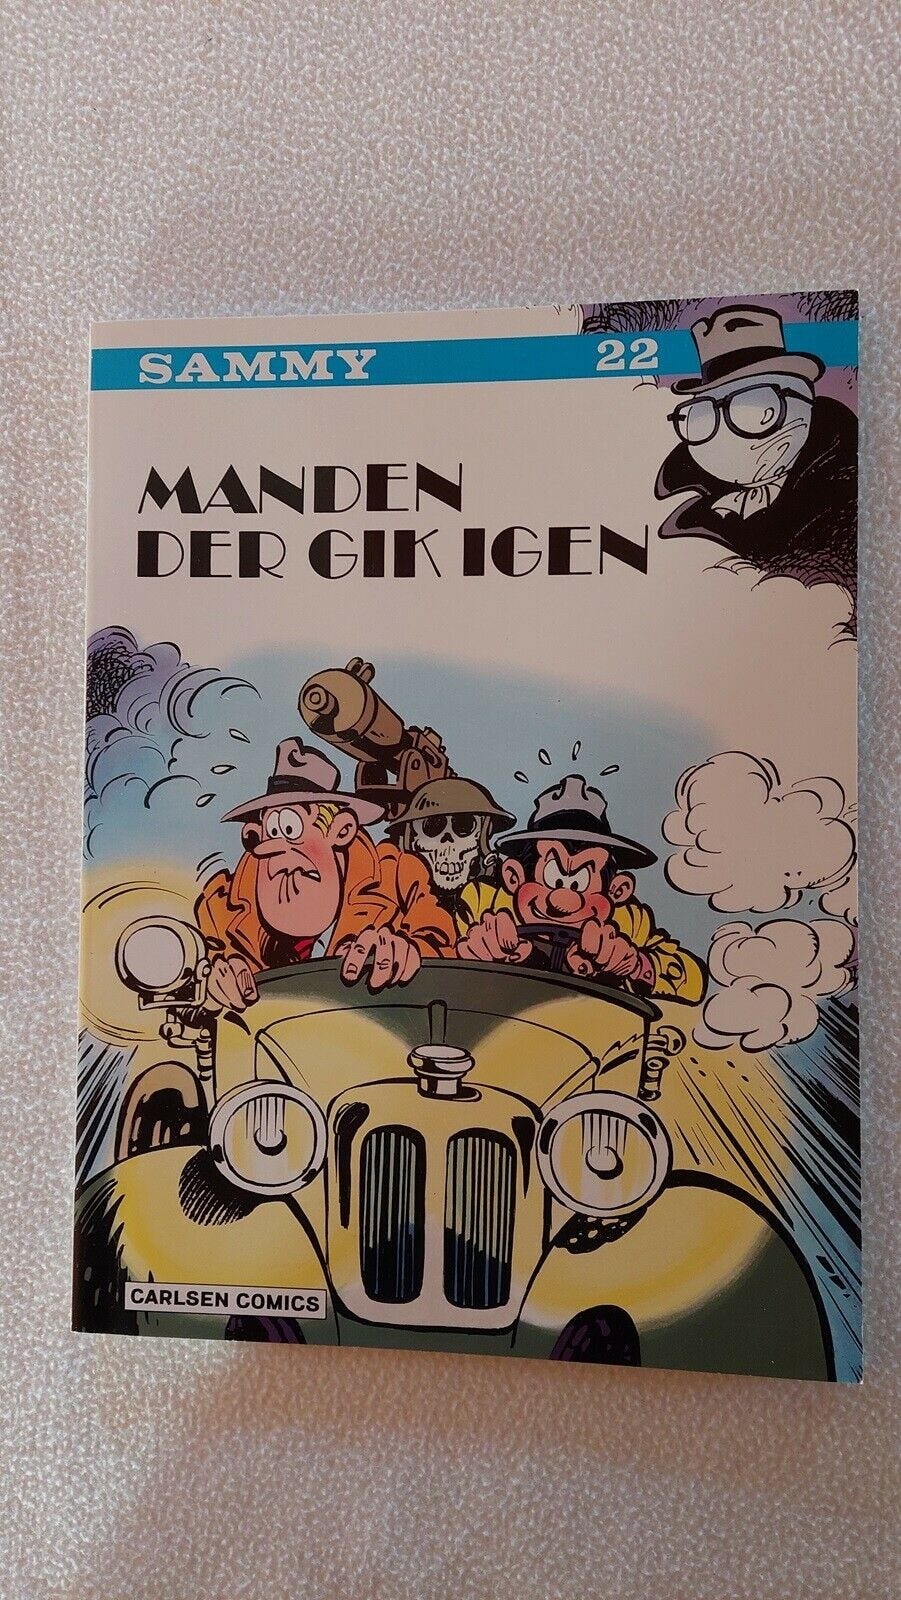 SAMMY 22
MANDEN
DER GIK IGEN
CARLSEN COMICS